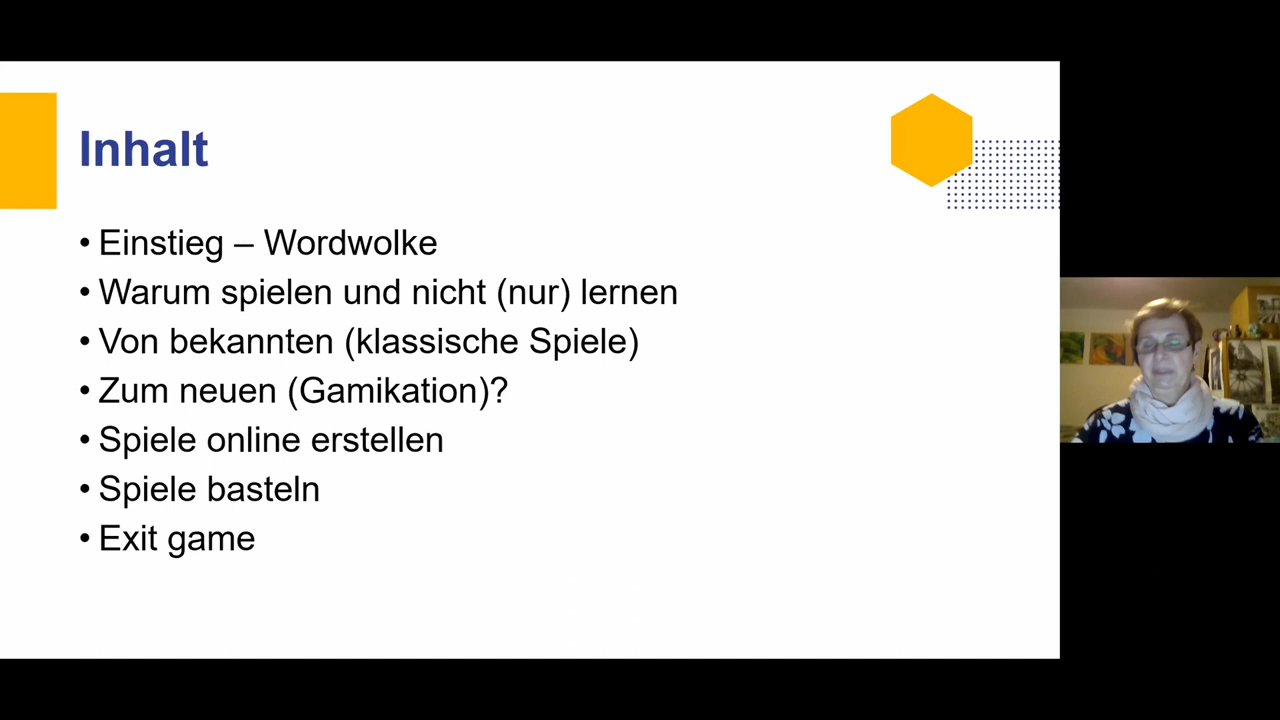 Inhalt
• Einstieg – Wordwolke
• Warum spielen und nicht (nur) lernen
• Von bekannten (klassische Spiele)
• Zum neuen (Gamikation)?
• Spiele online erstellen
• Spiele basteln
• Exit game